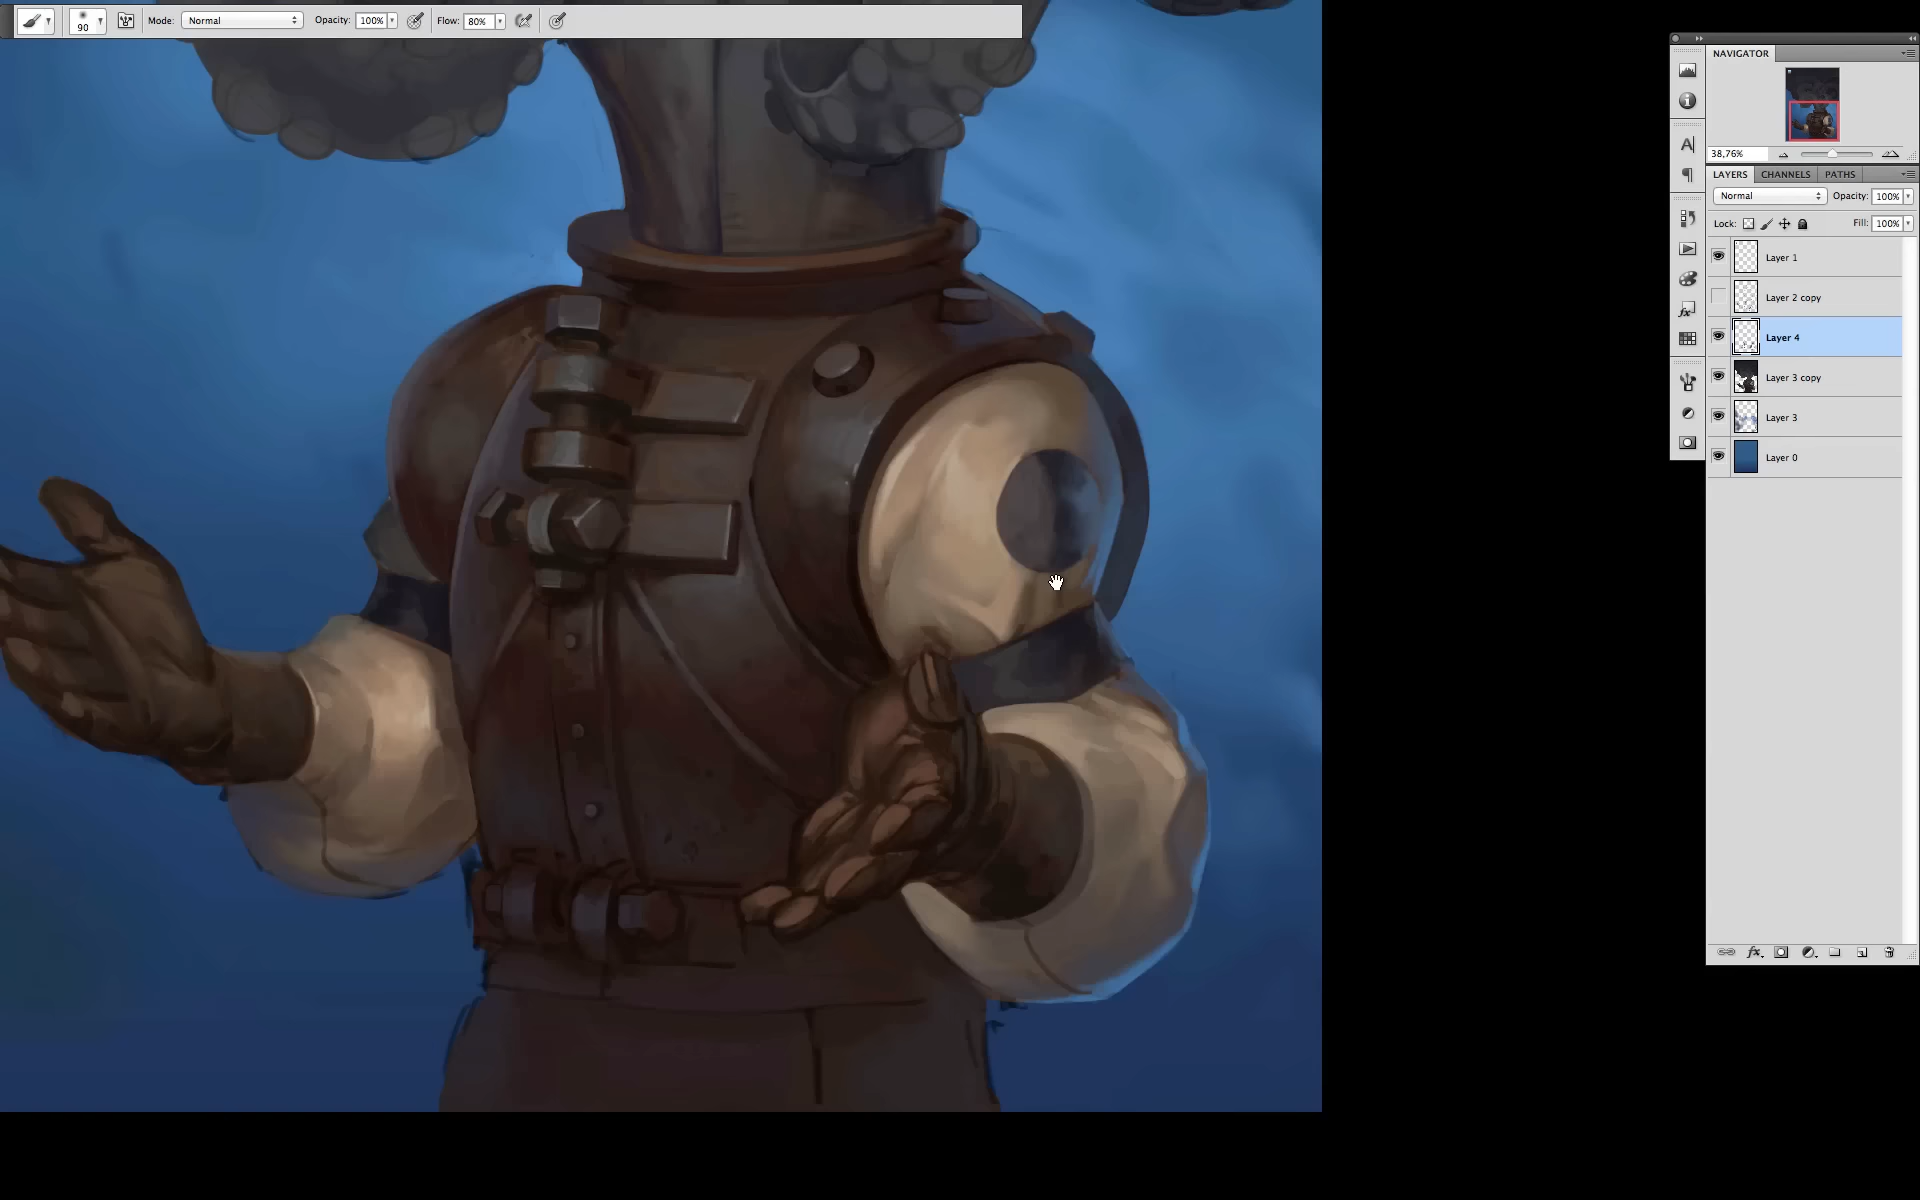 90 Mode: Normal Opacity: 100% Flow: 80%
NAVIGATOR
38,76%
LAYERS CHANNELS PATHS
Normal Opacity: 100%
Lock: Fill: 100%
Layer 1
Layer 2 copy
Layer 4
Layer 3 copy
Layer 3
Layer 0